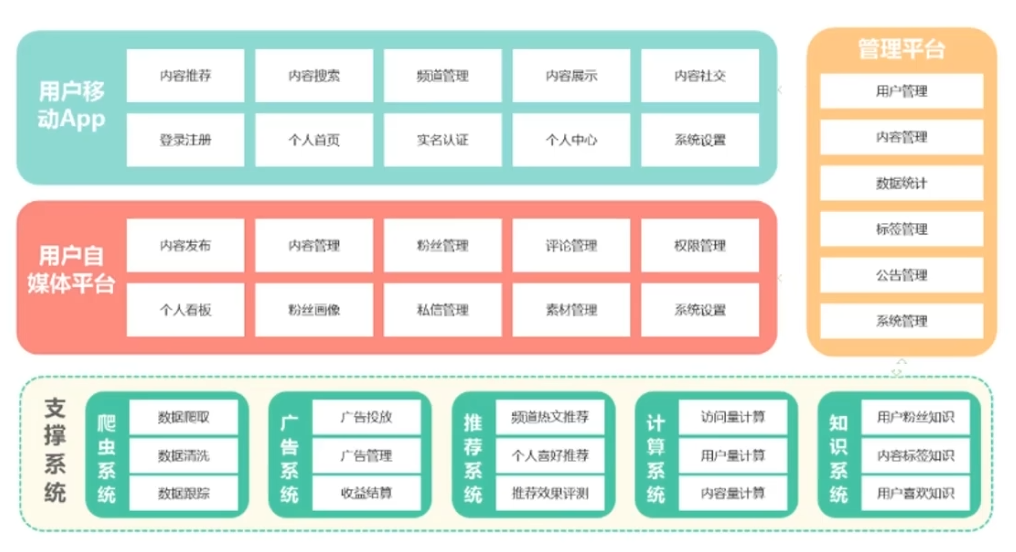 用户移
动App
内容推荐
内容搜索
频道管理
内容展示
内容社交
登录注册
个人首页
实名认证
个人中心
系统设置
用户自
媒体平台
内容发布
内容管理
粉丝管理
评论管理
权限管理
个人看板
粉丝画像
私信管理
素材管理
系统设置
管理平台
用户管理
内容管理
数据统计
标签管理
公告管理
系统管理
支撑系统
爬虫系统
数据爬取
数据清洗
数据跟踪
广告系统
广告投放
广告管理
收益结算
推荐系统
频道热文推荐
个人喜好推荐
推荐效果评测
计算系统
访问量计算
用户量计算
内容量计算
知识系统
用户粉丝知识
内容标签知识
用户喜欢知识